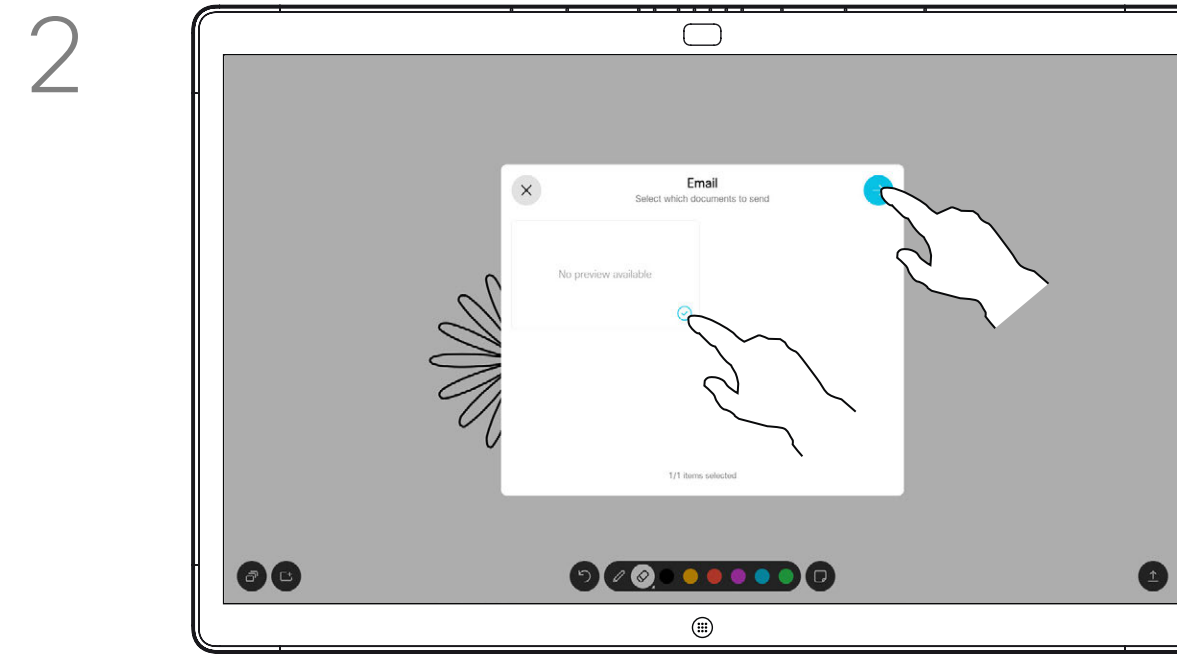 2
Email
Select which documents to send
No preview available
1/1 items selected